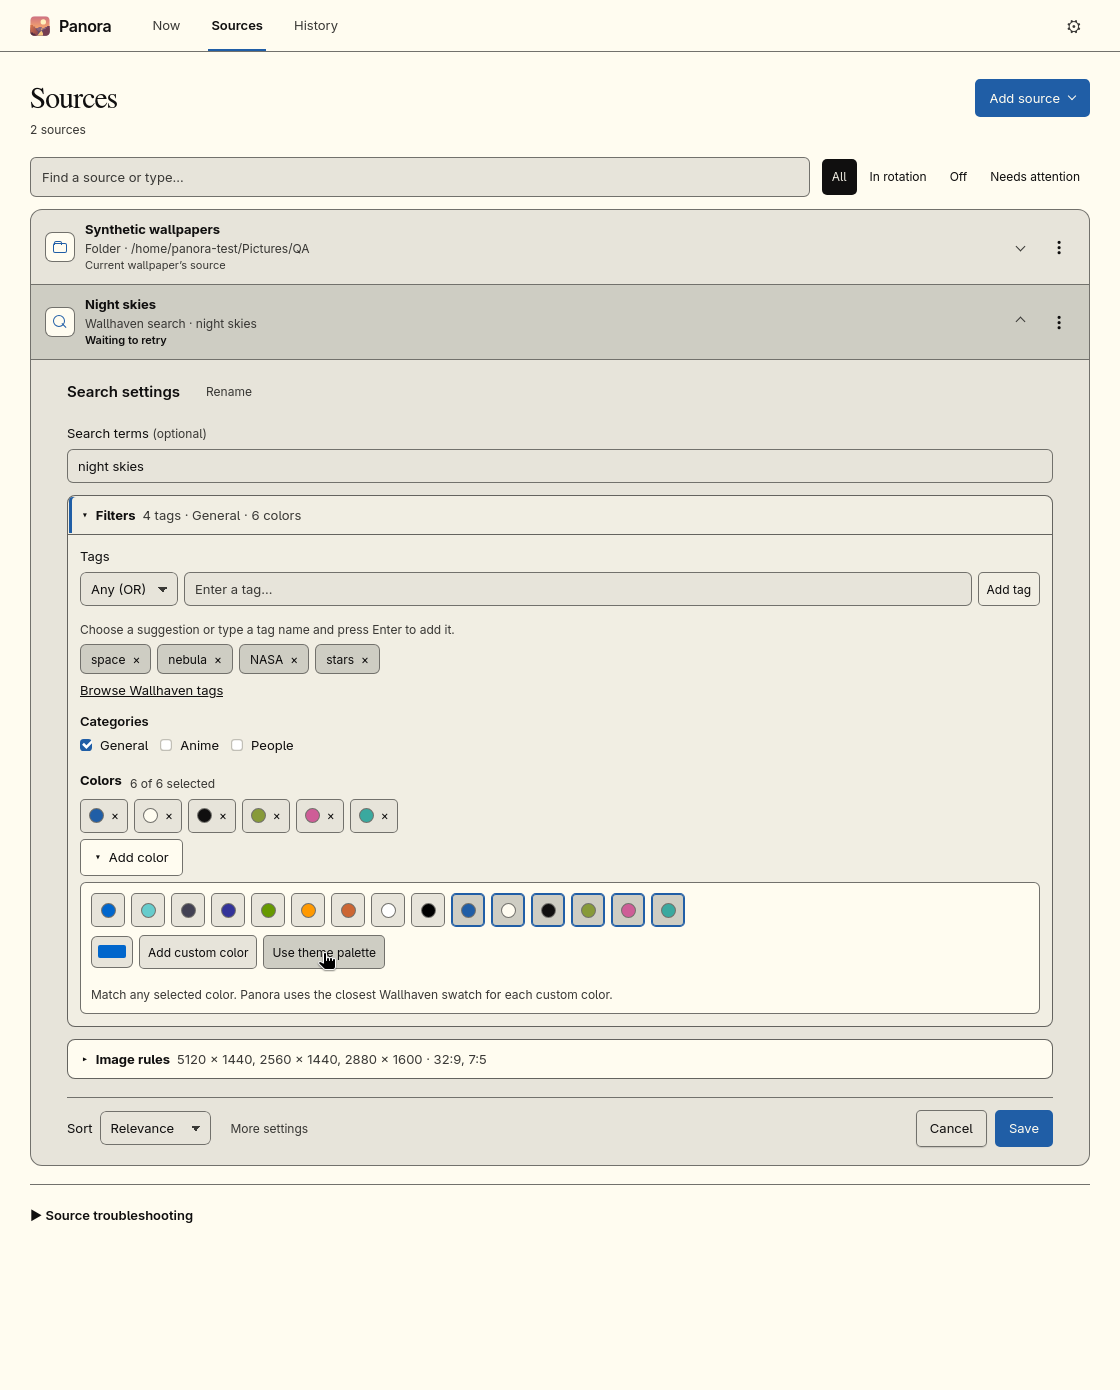 Panora
Now
Sources
History
Sources
Add source
2 sources
Find a source or type...
All
In rotation
Off
Needs attention
Synthetic wallpapers
Folder · /home/panora-test/Pictures/QA
Current wallpaper’s source
Night skies
Wallhaven search · night skies
Waiting to retry
Search settings
Rename
Search terms (optional)
night skies
Filters 4 tags · General · 6 colors
Tags
Any (OR)
Enter a tag...
Add tag
Choose a suggestion or type a tag name and press Enter to add it.
space ×
nebula ×
NASA ×
stars ×
Browse Wallhaven tags
Categories
General
Anime
People
Colors 6 of 6 selected
× × × × × ×
Add color
Add custom color
Use theme palette
Match any selected color. Panora uses the closest Wallhaven swatch for each custom color.
Image rules 5120 × 1440, 2560 × 1440, 2880 × 1600 · 32:9, 7:5
Sort
Relevance
More settings
Cancel
Save
Source troubleshooting